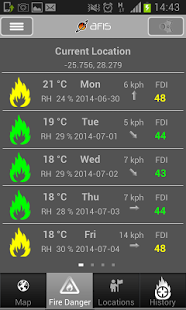 14:43
afis
Current Location
-25.756, 28.279
21 °C Mon 6 kph FDI
RH 24 % 2014-06-30 48
19 °C Tue 5 kph FDI
RH 29 % 2014-07-01 44
18 °C Wed 7 kph FDI
RH 29 % 2014-07-02 43
18 °C Thu 7 kph FDI
RH 28 % 2014-07-03 44
18 °C Fri 14 kph FDI
RH 30 % 2014-07-04 48
Map Fire Danger Locations History